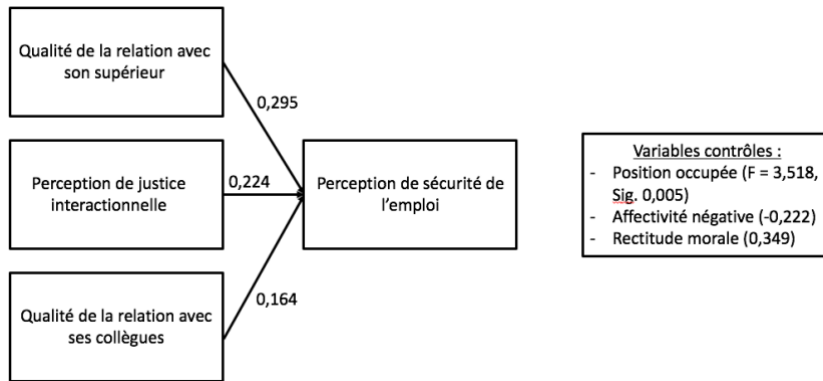 Qualité de la relation avec
son supérieur
0,295
Perception de justice
interactionnelle
0,224
Perception de sécurité de
l'emploi
Qualité de la relation avec
ses collègues
0,164
Variables contrôles :
- Position occupée (F = 3,518,
Sig. 0,005)
- Affectivité négative (-0,222)
- Rectitude morale (0,349)